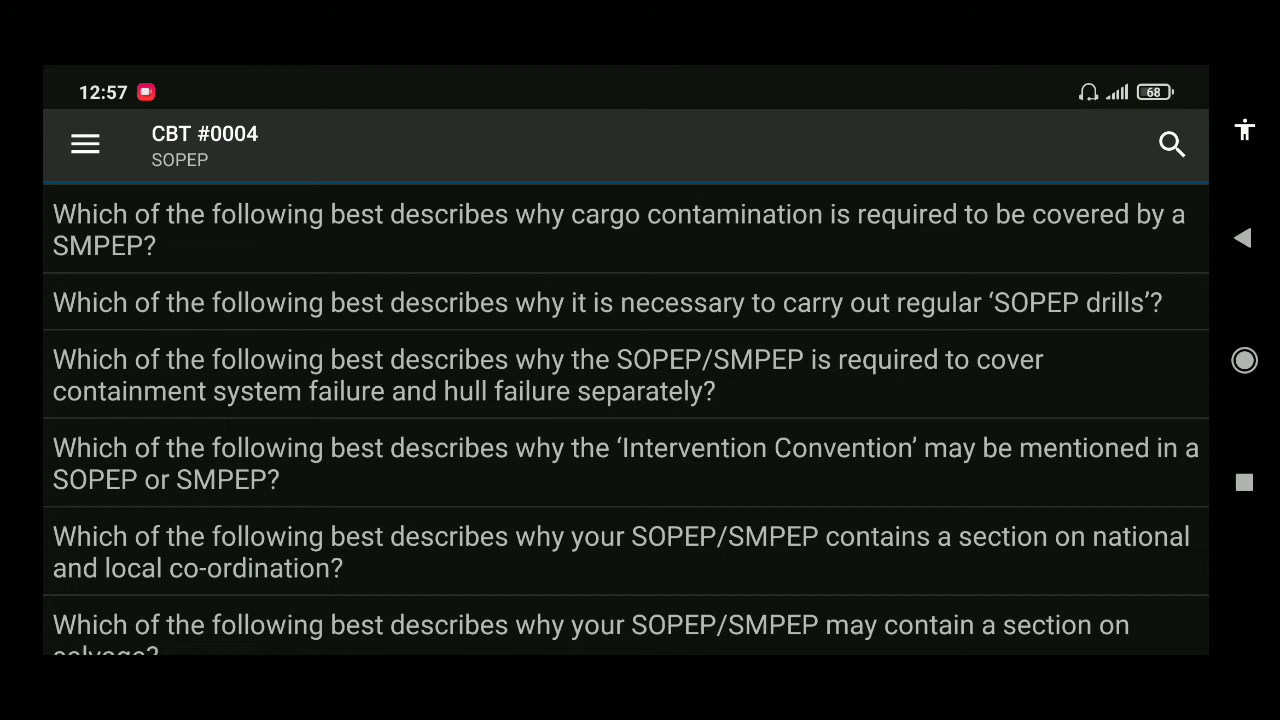 12:57
68
CBT #0004
SOPEP
Which of the following best describes why cargo contamination is required to be covered by a
SMPEP?
Which of the following best describes why it is necessary to carry out regular ‘SOPEP drills’?
Which of the following best describes why the SOPEP/SMPEP is required to cover
containment system failure and hull failure separately?
Which of the following best describes why the ‘Intervention Convention’ may be mentioned in a
SOPEP or SMPEP?
Which of the following best describes why your SOPEP/SMPEP contains a section on national
and local co-ordination?
Which of the following best describes why your SOPEP/SMPEP may contain a section on
salvage?